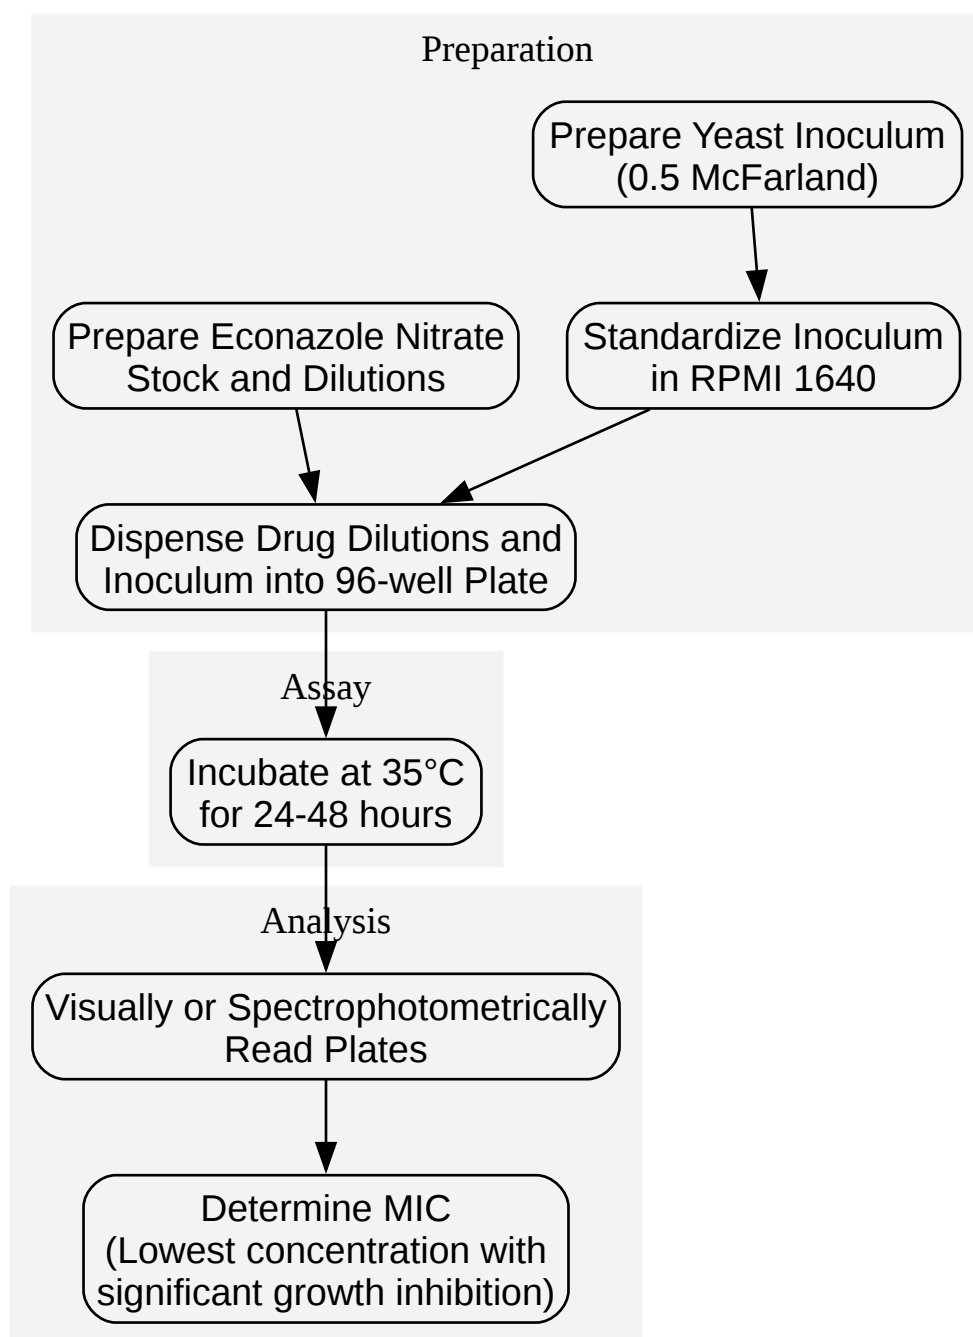 Preparation
Prepare Yeast Inoculum
(0.5 McFarland)
Prepare Econazole Nitrate
Stock and Dilutions
Standardize Inoculum
in RPMI 1640
Dispense Drug Dilutions and
Inoculum into 96-well Plate
Assay
Incubate at 35°C
for 24-48 hours
Analysis
Visually or Spectrophotometrically
Read Plates
Determine MIC
(Lowest concentration with
significant growth inhibition)